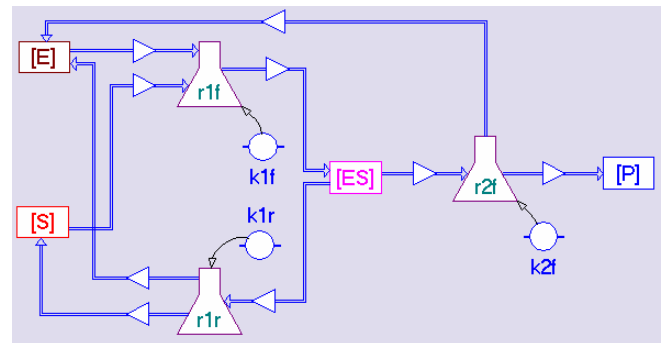 [E]
r1f
k1f
[ES]
r2f
[P]
[S]
k1r
k2f
r1r